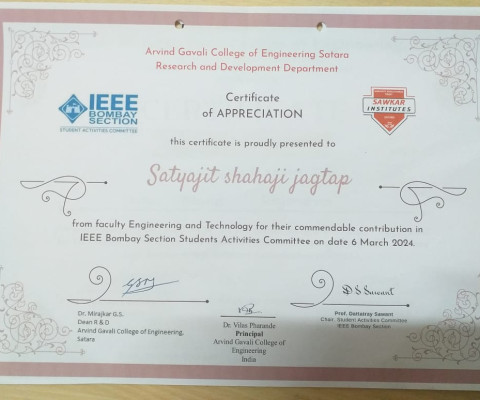 Arvind Gavali College of Engineering Satara
Research and Development Department
IEEE
BOMBAY
SECTION
STUDENT ACTIVITIES COMMITTEE
Certificate
of APPRECIATION
SAWKAR
INSTITUTES
this certificate is proudly presented to
Satyajit shahaji jagtap
from faculty Engineering and Technology for their commendable contribution in
IEEE Bombay Section Students Activities Committee on date 6 March 2024.
Dr. Mirajkar G.S.
Dean R & D
Arvind Gavali College of Engineering,
Satara
Dr. Vilas Pharande
Principal
Arvind Gavali College of
Engineering
India
D S Sawant
Prof. Dattatray Sawant
Chair, Student Activities Committee
IEEE Bombay Section